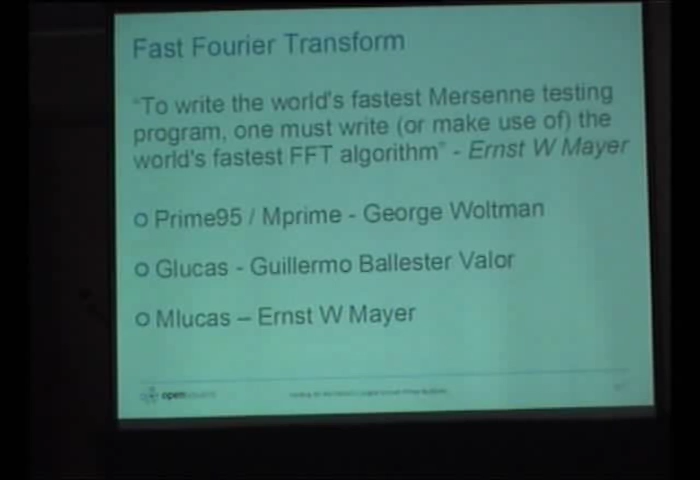 Fast Fourier Transform
"To write the world's fastest Mersenne testing
program, one must write (or make use of) the
world's fastest FFT algorithm" - Ernst W Mayer
Prime95 / Mprime - George Woltman
Glucas - Guillermo Ballester Valor
Mlucas – Ernst W Mayer
open